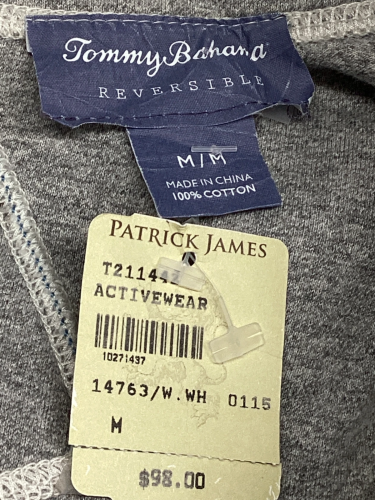 Tommy Bahama
REVERSIBLE
M/M
MADE IN CHINA
100% COTTON
PATRICK JAMES
ACTIVEWEAR
10271437
14763/W.WH 0115
M
$98.00